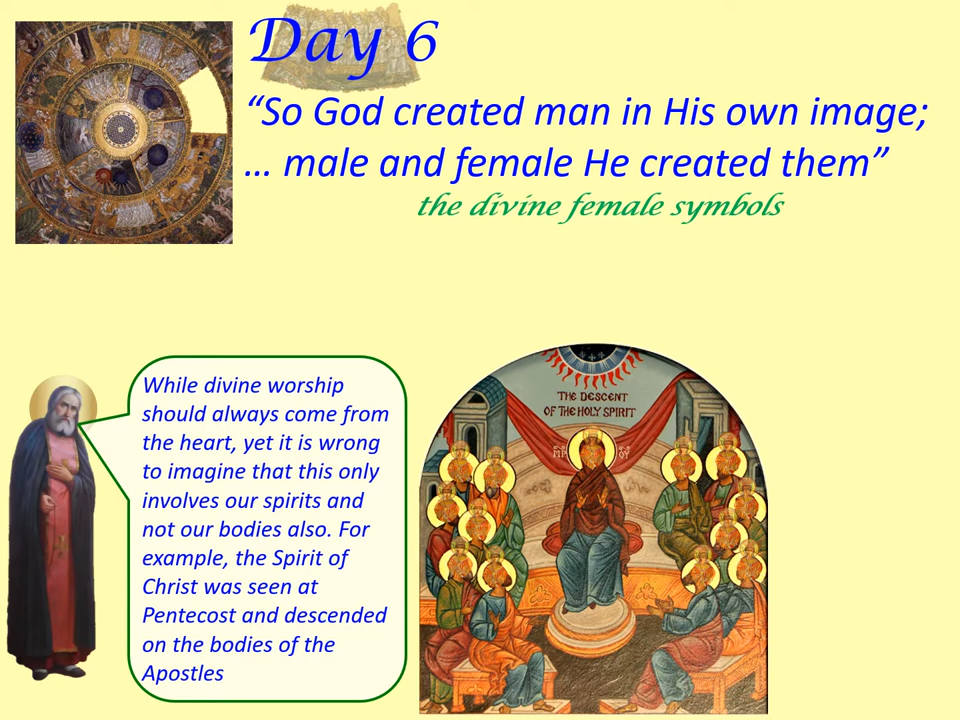 Day 6
“So God created man in His own image;
... male and female He created them”
the divine female symbols
While divine worship
should always come from
the heart, yet it is wrong
to imagine that this only
involves our spirits and
not our bodies also. For
example, the Spirit of
Christ was seen at
Pentecost and descended
on the bodies of the
Apostles
THE DESCENT
OF THE HOLY SPIRIT
ΜΡ ΟΥ